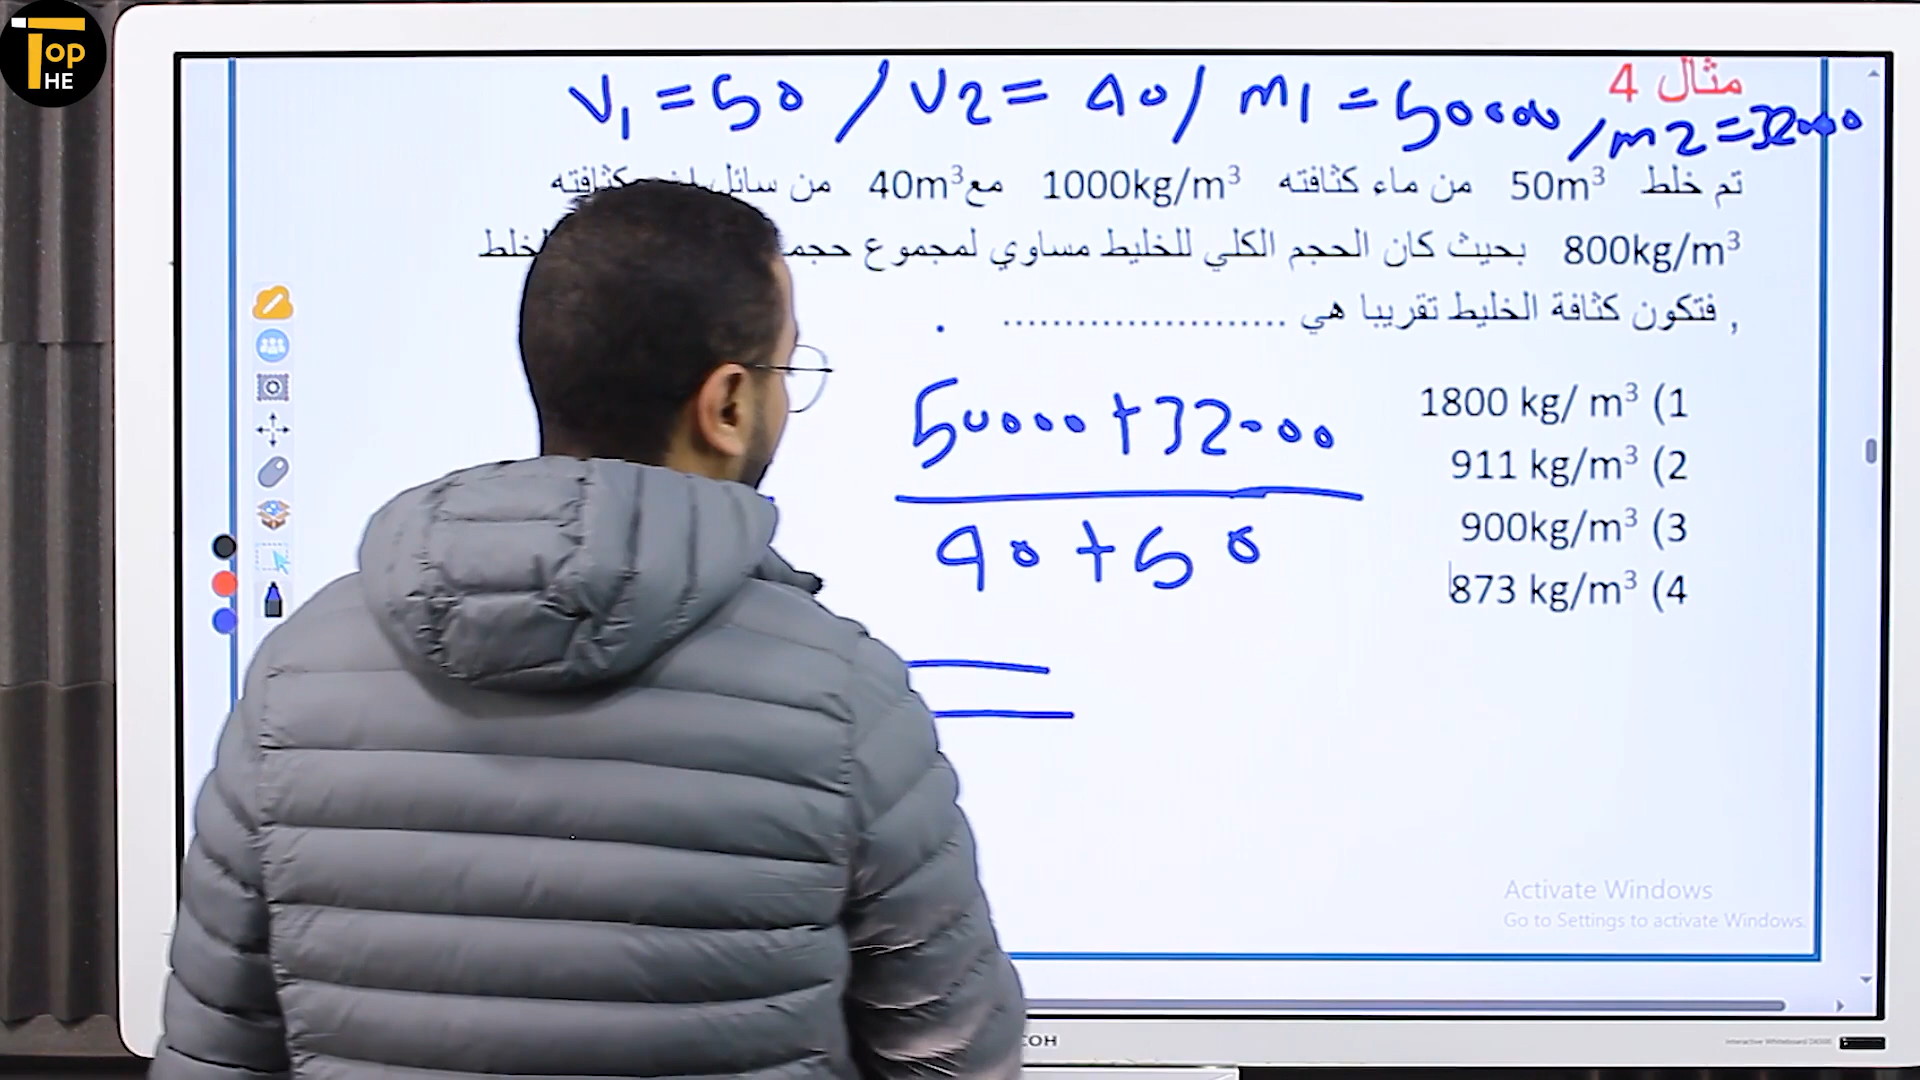 TOP
THE
مثال 4
V1 = 50 / V2 = 40 / m1 = 50000 / m2 = 32000
تم خلط 50m³ من ماء كثافته 1000kg/m³ مع 40m³ من سائل كثافته
800kg/m³ بحيث كان الحجم الكلي للخليط مساوي لمجموع
, فتكون كثافة الخليط تقريبا هي ........................ .
1800 kg/ m³ (1
911 kg/m³ (2
900kg/m³ (3
873 kg/m³ (4
50000 + 32000
40 + 50
=
Activate Windows
Go to Settings to activate Windows.